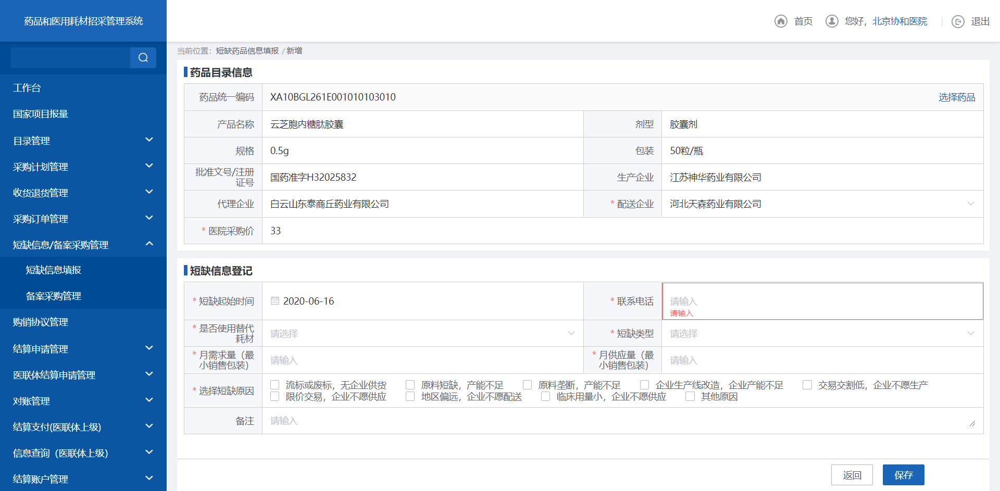 药品和医用耗材招采管理系统
首页 您好，北京协和医院 退出
工作台
国家项目报量
目录管理
采购计划管理
收货退货管理
采购订单管理
短缺信息/备案采购管理
短缺信息填报
备案采购管理
购销协议管理
结算申请管理
医联体结算申请管理
对账管理
结算支付(医联体上级)
信息查询（医联体上级）
结算账户管理
当前位置： 短缺药品信息填报 / 新增
药品目录信息
药品统一编码 XA10BGL261E001010103010 选择药品
产品名称 云芝胞内糖肽胶囊 剂型 胶囊剂
规格 0.5g 包装 50粒/瓶
批准文号/注册
证号 国药准字H32025832 生产企业 江苏神华药业有限公司
代理企业 白云山东泰商丘药业有限公司 * 配送企业 河北天森药业有限公司
* 医院采购价 33
短缺信息登记
* 短缺起始时间 2020-06-16 * 联系电话 请输入
请输入
* 是否使用替代
耗材 请选择 * 短缺类型 请选择
* 月需求量（最
小销售包装） 请输入 * 月供应量（最
小销售包装） 请输入
* 选择短缺原因 流标或废标，无企业供货 原料短缺，产能不足 原料垄断，产能不足 企业生产线改造，企业产能不足 交易交割低，企业不愿生产
限价交易，企业不愿供应 地区偏远，企业不愿配送 临床用量小，企业不愿供应 其他原因
备注 请输入
返回 保存